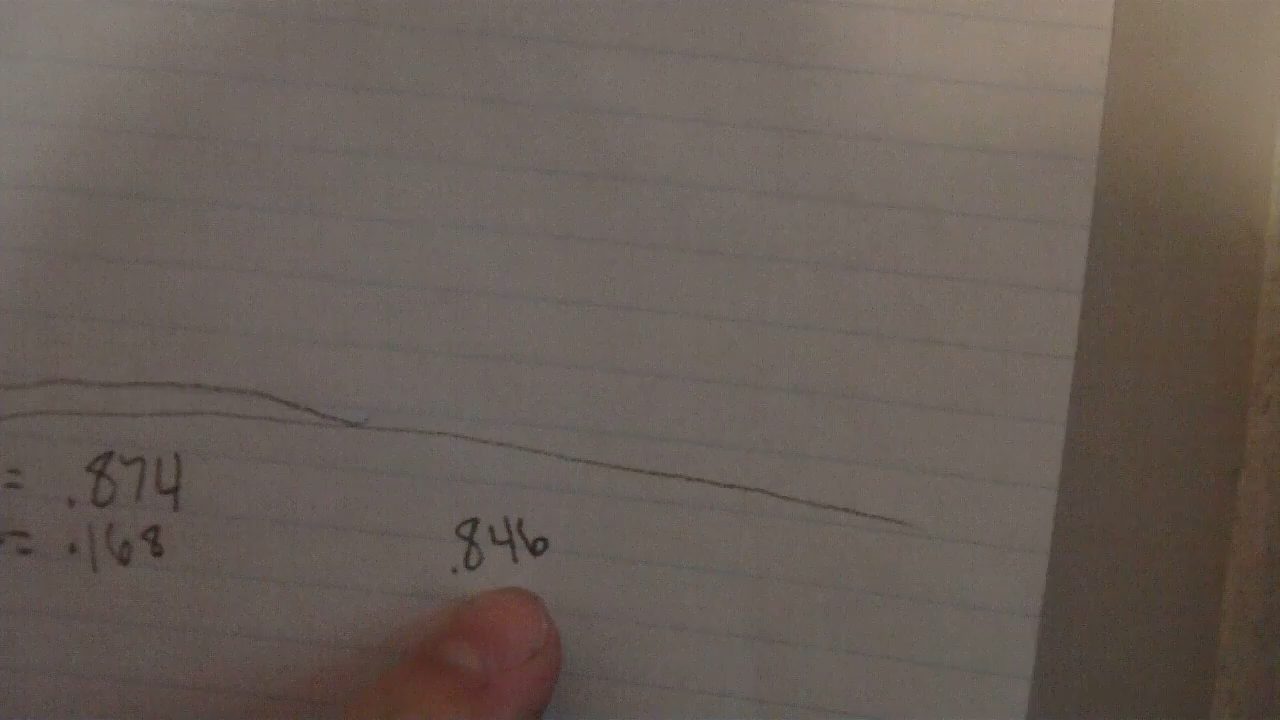 = .874
= .168
.846